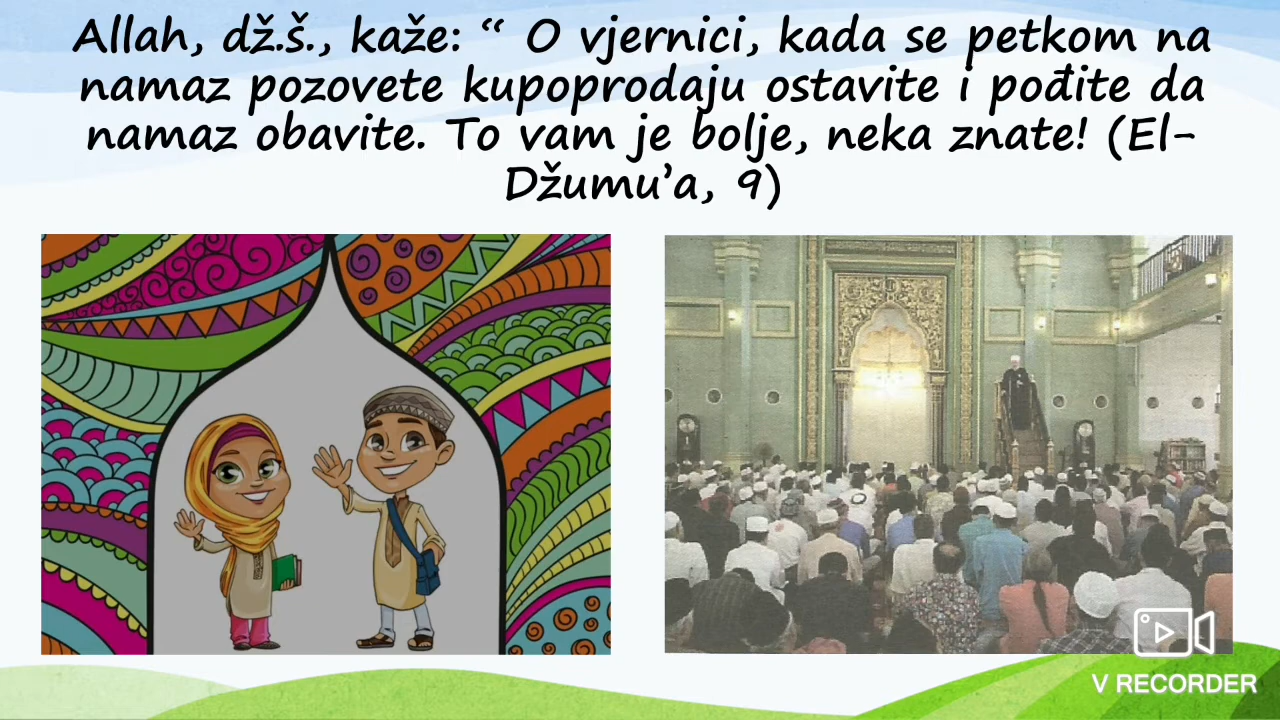 Allah, dž.š., kaže: “ O vjernici, kada se petkom na
namaz pozovete kupoprodaju ostavite i pođite da
namaz obavite. To vam je bolje, neka znate! (El-
Džumu’a, 9)
V RECORDER